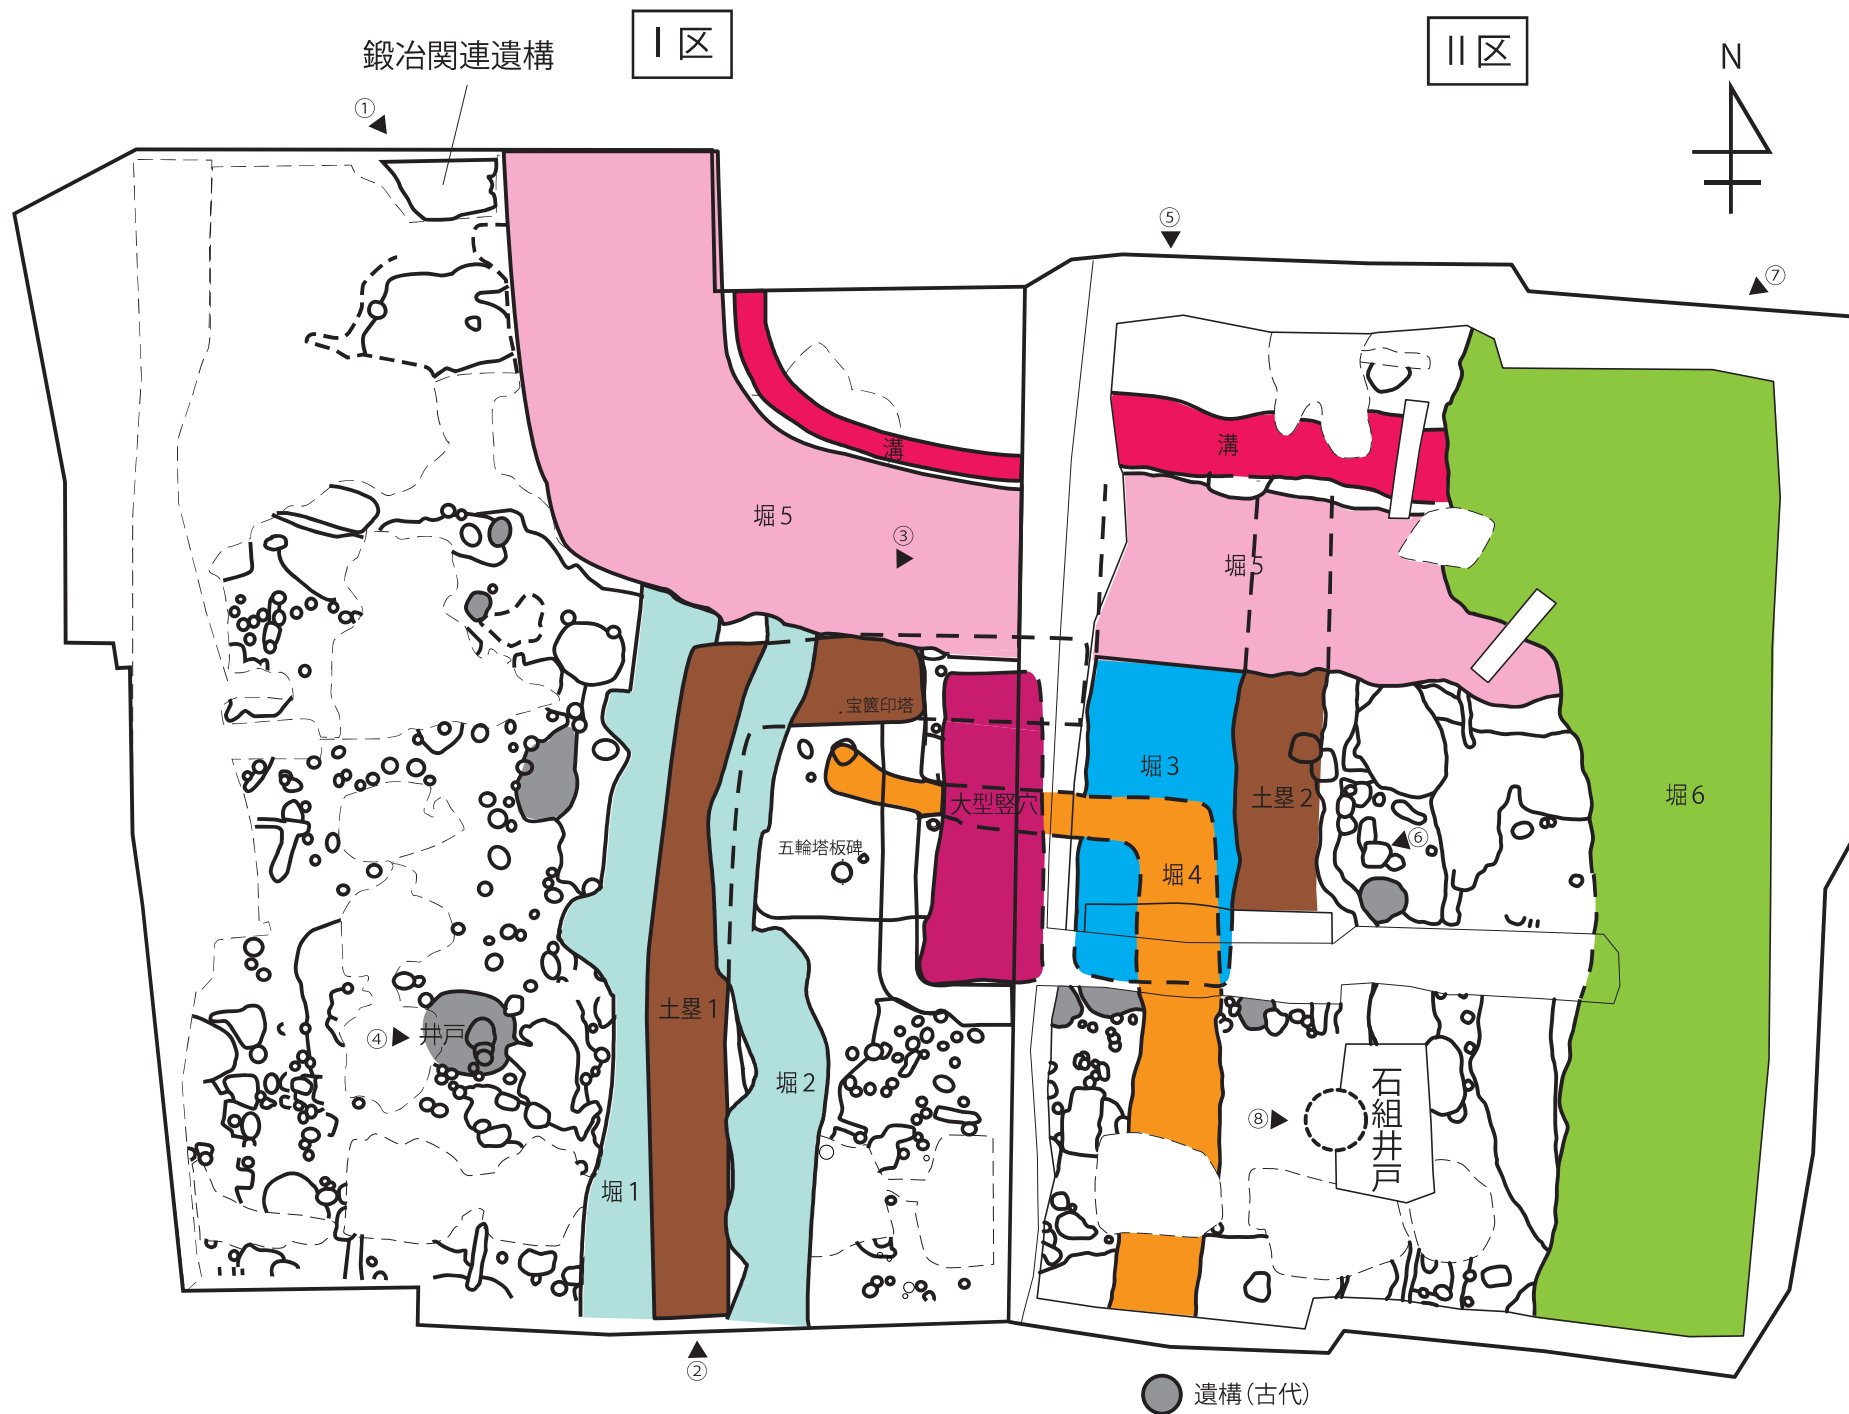 I区
II区
鍛冶関連遺構
N
①
⑤
⑦
溝
溝
堀5
③
堀5
宝篋印塔
堀3
大型竪穴
土塁2
堀6
五輪塔板碑
⑥
堀4
土塁1
④
井戸
堀2
石組井戸
⑧
堀1
②
遺構(古代)